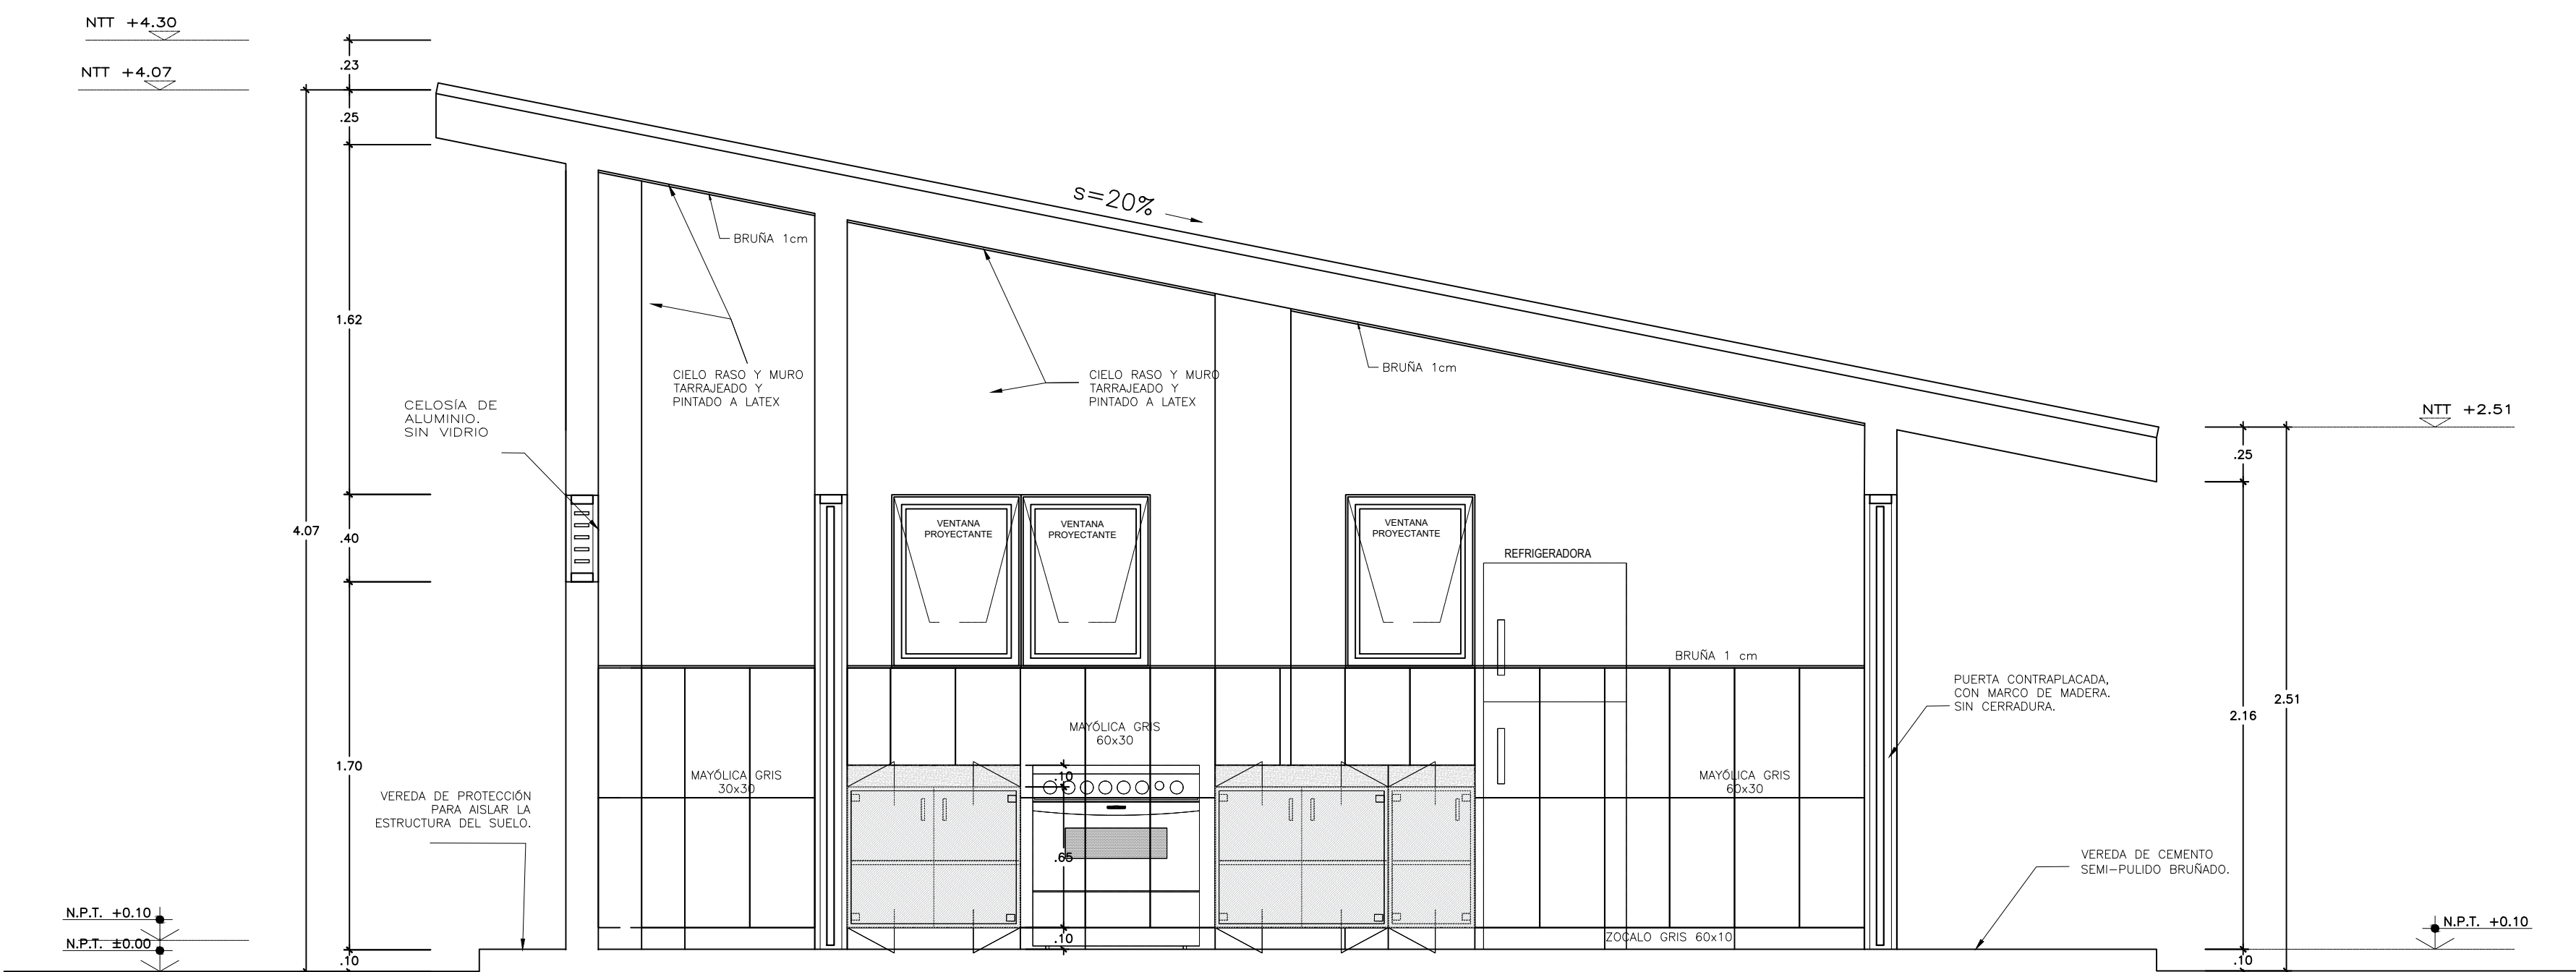 NTT +4.30
.23
NTT +4.07
.25
s=20%
BRUÑA 1cm
1.62
CIELO RASO Y MURO
TARRAJEADO Y
PINTADO A LATEX
CIELO RASO Y MURO
TARRAJEADO Y
PINTADO A LATEX
BRUÑA 1cm
CELOSÍA DE
ALUMINIO.
SIN VIDRIO
NTT +2.51
.25
4.07
.40
VENTANA
PROYECTANTE
VENTANA
PROYECTANTE
VENTANA
PROYECTANTE
REFRIGERADORA
BRUÑA 1 cm
PUERTA CONTRAPLACADA,
CON MARCO DE MADERA.
SIN CERRADURA.
2.51
2.16
1.70
MAYÓLICA GRIS
60x30
MAYÓLICA GRIS
30x30
.10
MAYÓLICA GRIS
60x30
VEREDA DE PROTECCIÓN
PARA AISLAR LA
ESTRUCTURA DEL SUELO.
.65
VEREDA DE CEMENTO
SEMI-PULIDO BRUÑADO.
N.P.T. +0.10
N.P.T. ±0.00
.10
.10
ZOCALO GRIS 60x10
N.P.T. +0.10
.10